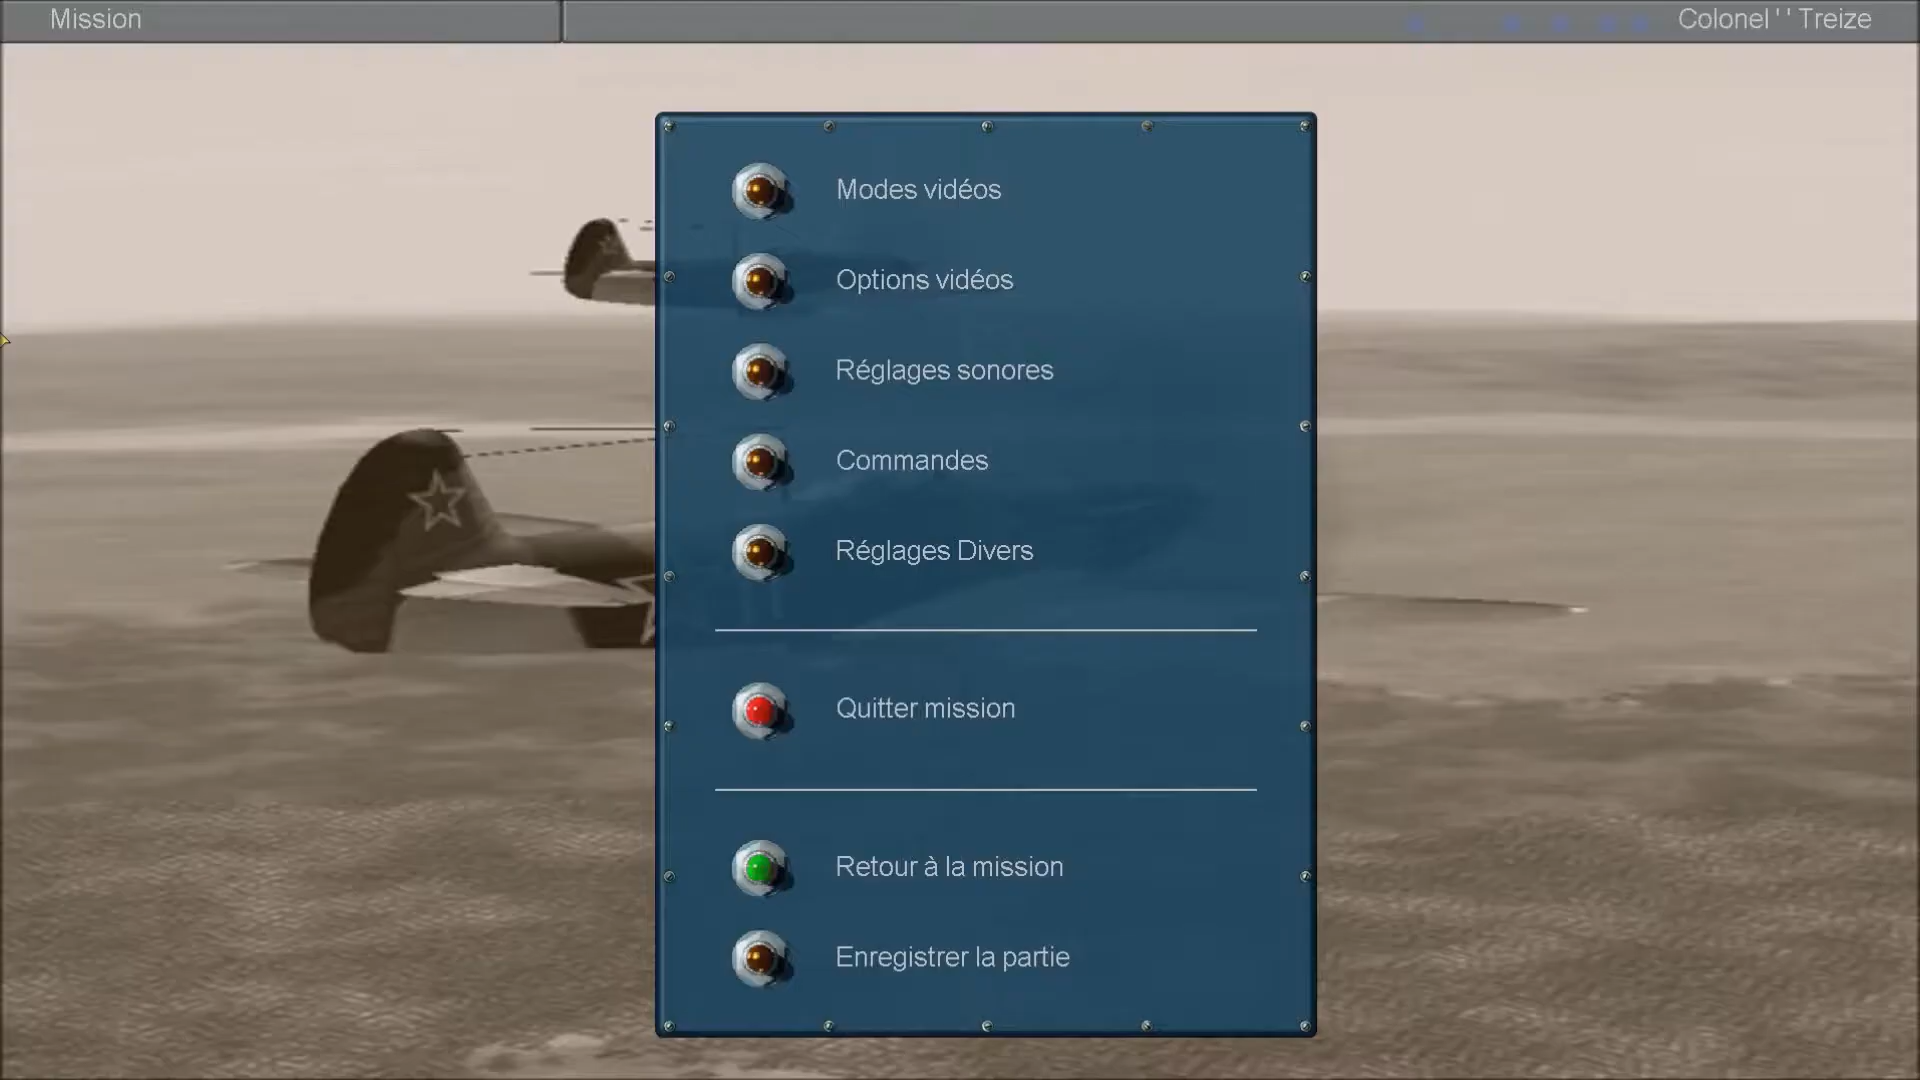 Mission
Colonel ' ' Treize
Modes vidéos
Options vidéos
Réglages sonores
Commandes
Réglages Divers
Quitter mission
Retour à la mission
Enregistrer la partie